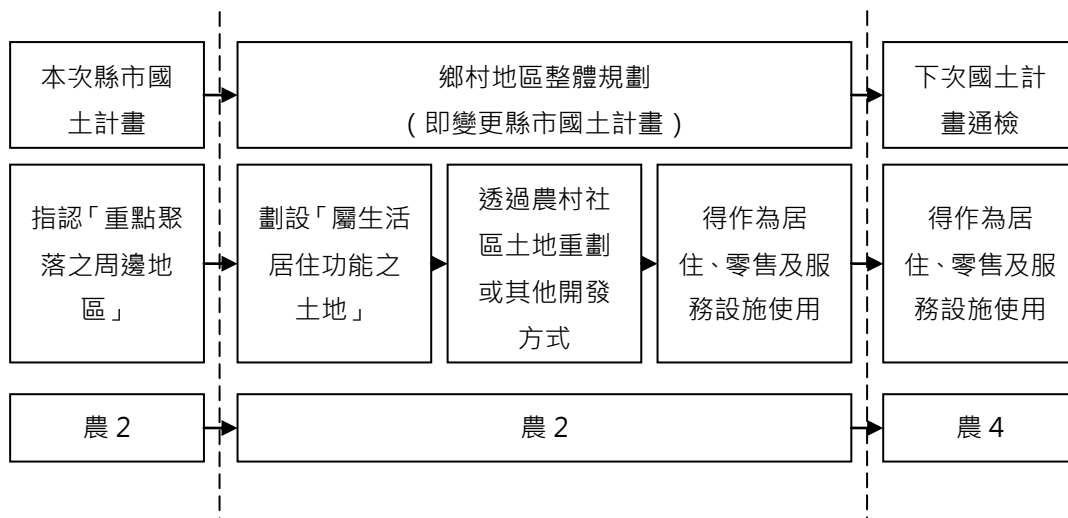 本次縣市國
土計畫
鄉村地區整體規劃
（即變更縣市國土計畫）
下次國土計
畫通檢
指認「重點聚
落之周邊地
區」
劃設「屬生活
居住功能之
土地」
透過農村社
區土地重劃
或其他開發
方式
得作為居
住、零售及服
務設施使用
得作為居
住、零售及服
務設施使用
農 2
農 2
農 4